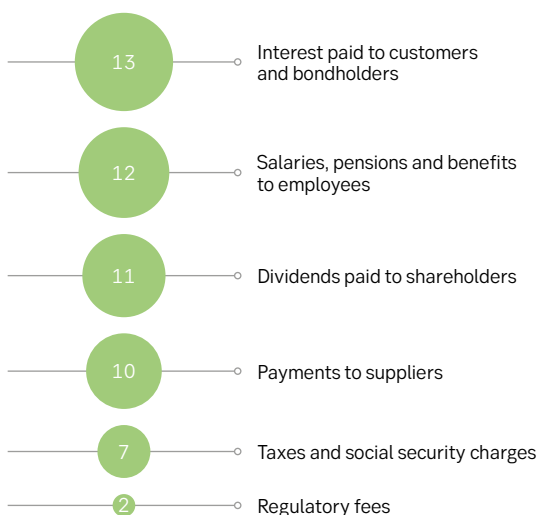 13
Interest paid to customers
and bondholders
12
Salaries, pensions and benefits
to employees
11
Dividends paid to shareholders
10
Payments to suppliers
7
Taxes and social security charges
2
Regulatory fees